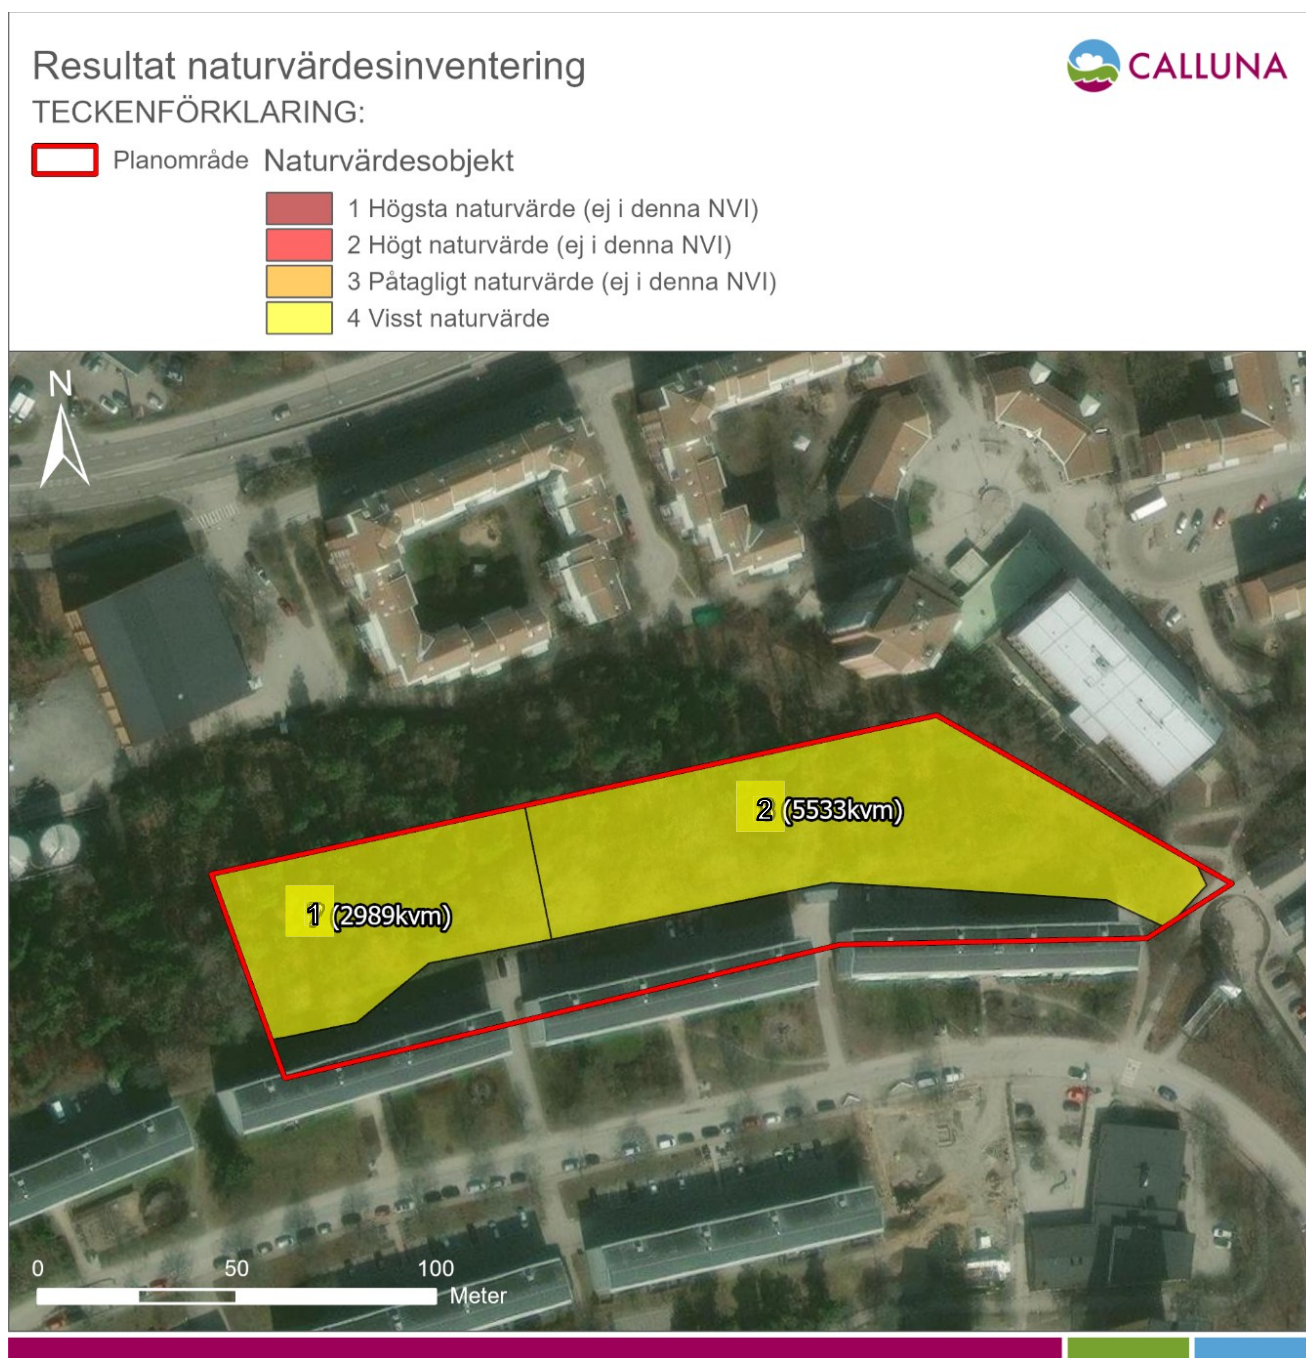 Resultat naturvärdesinventering
CALLUNA
TECKENFÖRKLARING:
Planområde
Naturvärdesobjekt
1 Högsta naturvärde (ej i denna NVI)
2 Högt naturvärde (ej i denna NVI)
3 Påtagligt naturvärde (ej i denna NVI)
4 Visst naturvärde
N
2 (5533kvm)
1 (2989kvm)
0 50 100
Meter